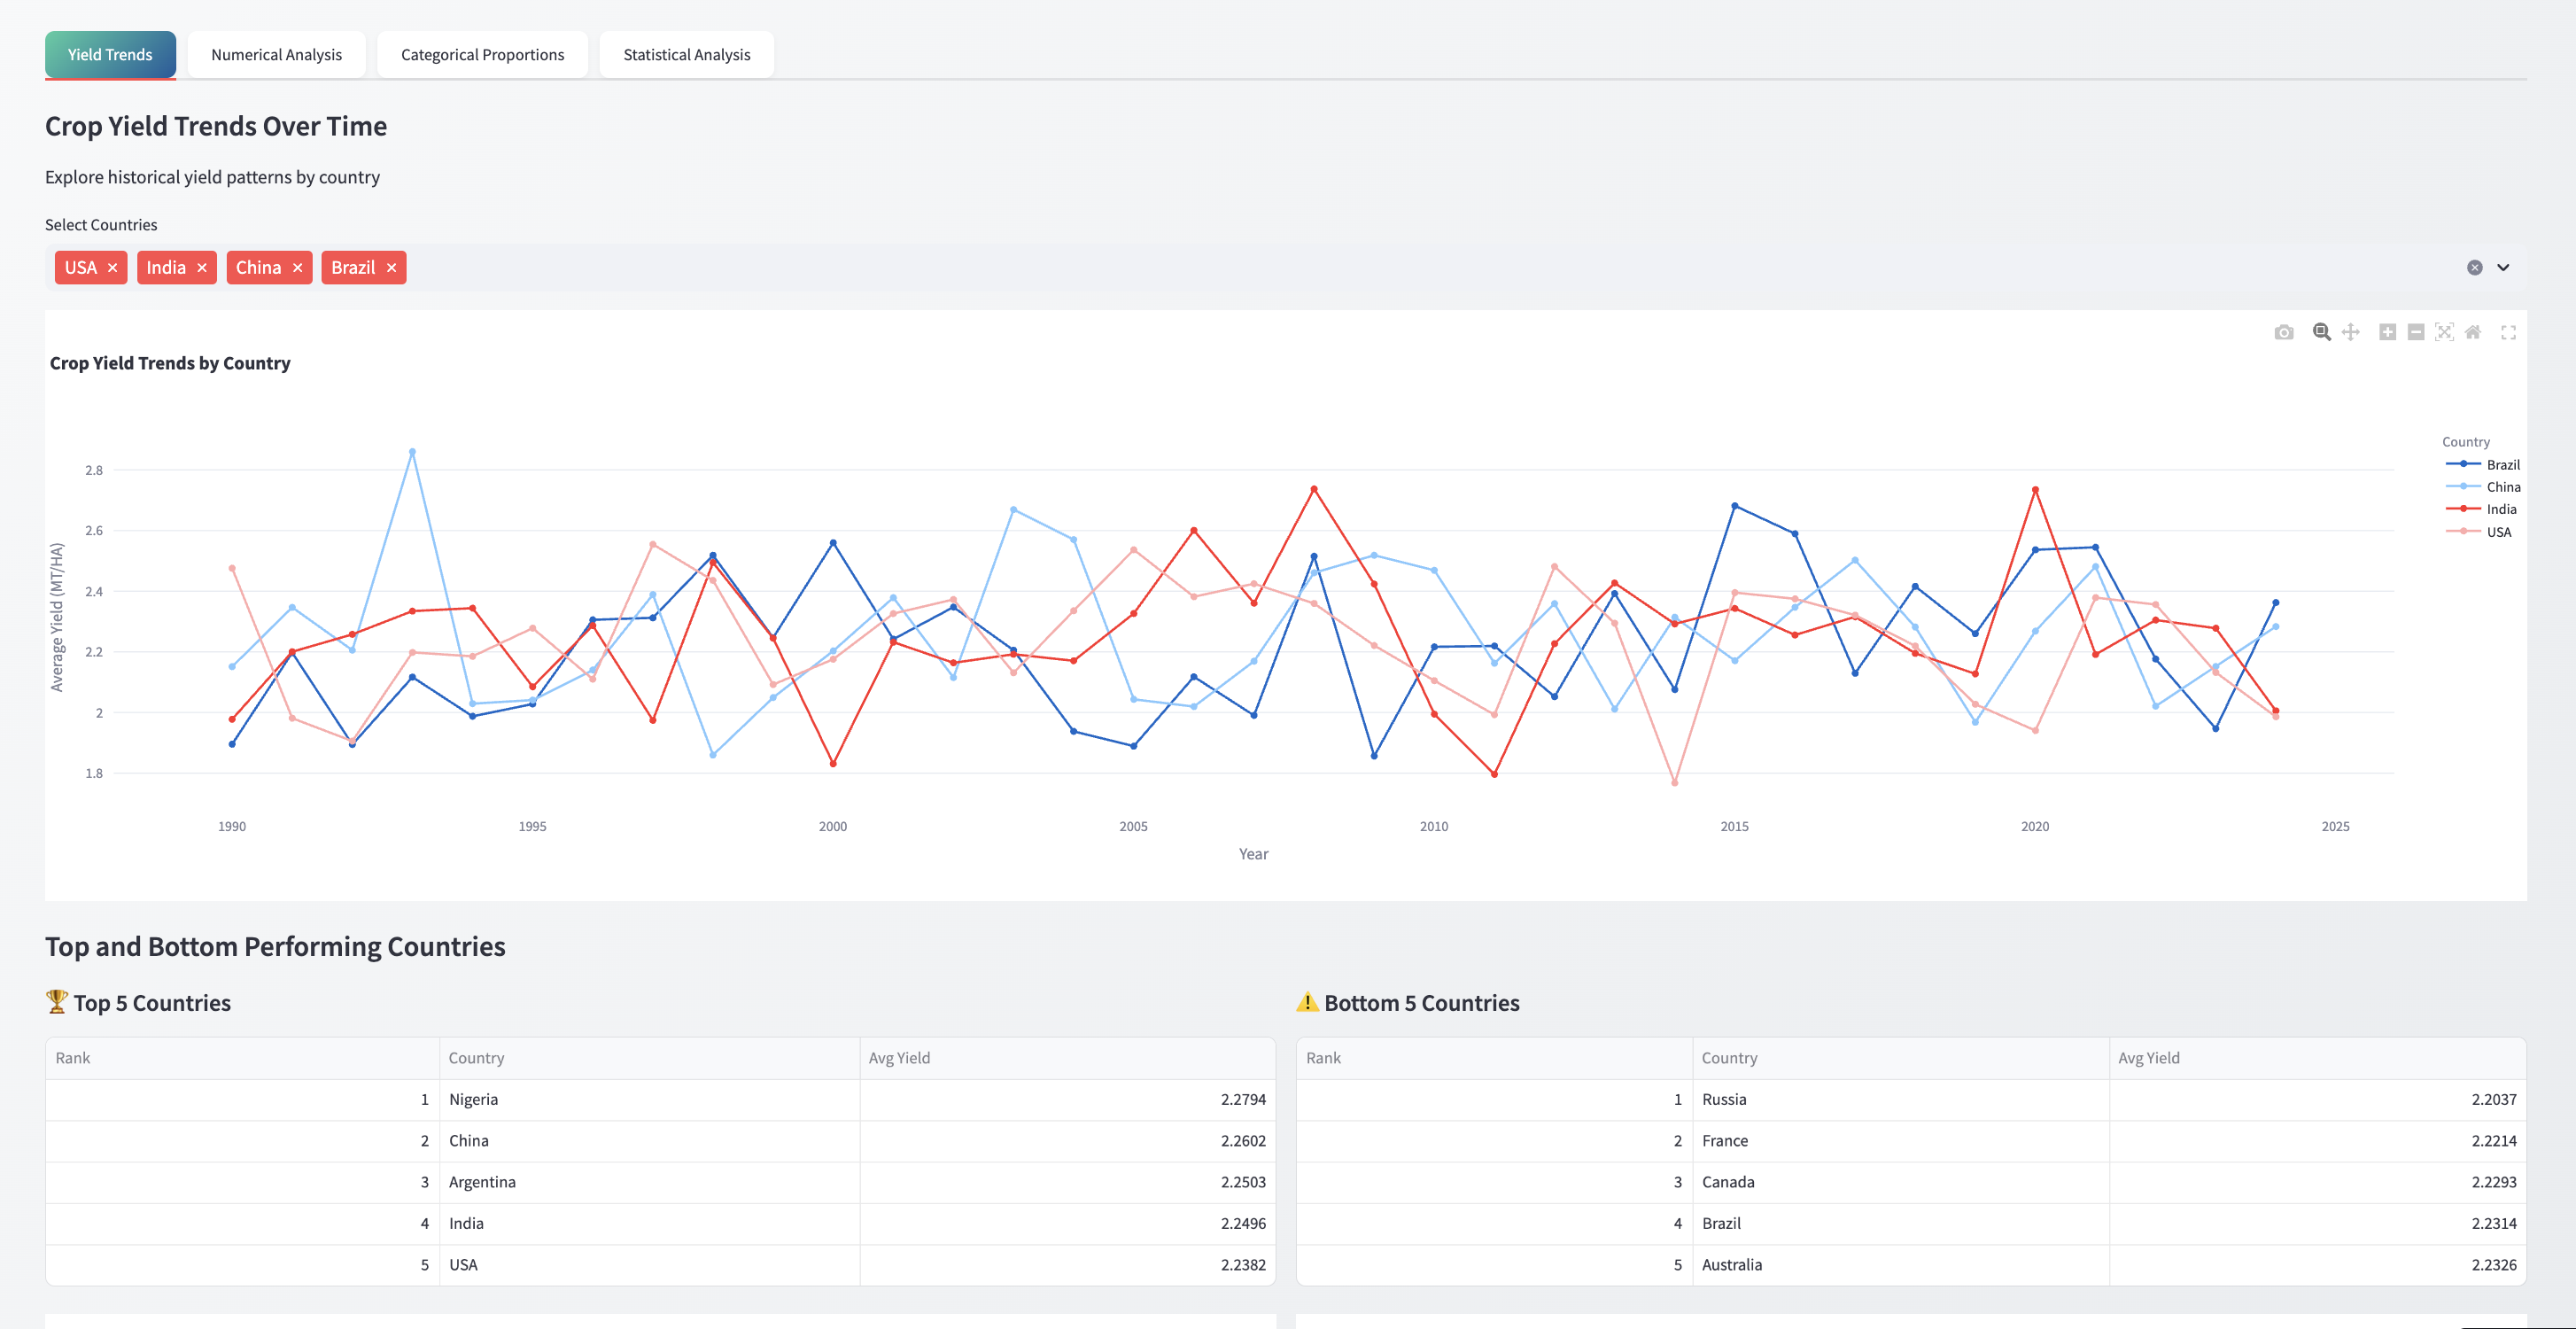 Yield Trends Numerical Analysis Categorical Proportions Statistical Analysis
Crop Yield Trends Over Time
Explore historical yield patterns by country
Select Countries
USA India China Brazil
Crop Yield Trends by Country
Country
Brazil
China
India
USA
Average Yield (MT/HA)
2.8
2.6
2.4
2.2
2
1.8
1990 1995 2000 2005 2010 2015 2020 2025
Year
Top and Bottom Performing Countries
Top 5 Countries
Rank Country Avg Yield
1 Nigeria 2.2794
2 China 2.2602
3 Argentina 2.2503
4 India 2.2496
5 USA 2.2382
Bottom 5 Countries
Rank Country Avg Yield
1 Russia 2.2037
2 France 2.2214
3 Canada 2.2293
4 Brazil 2.2314
5 Australia 2.2326